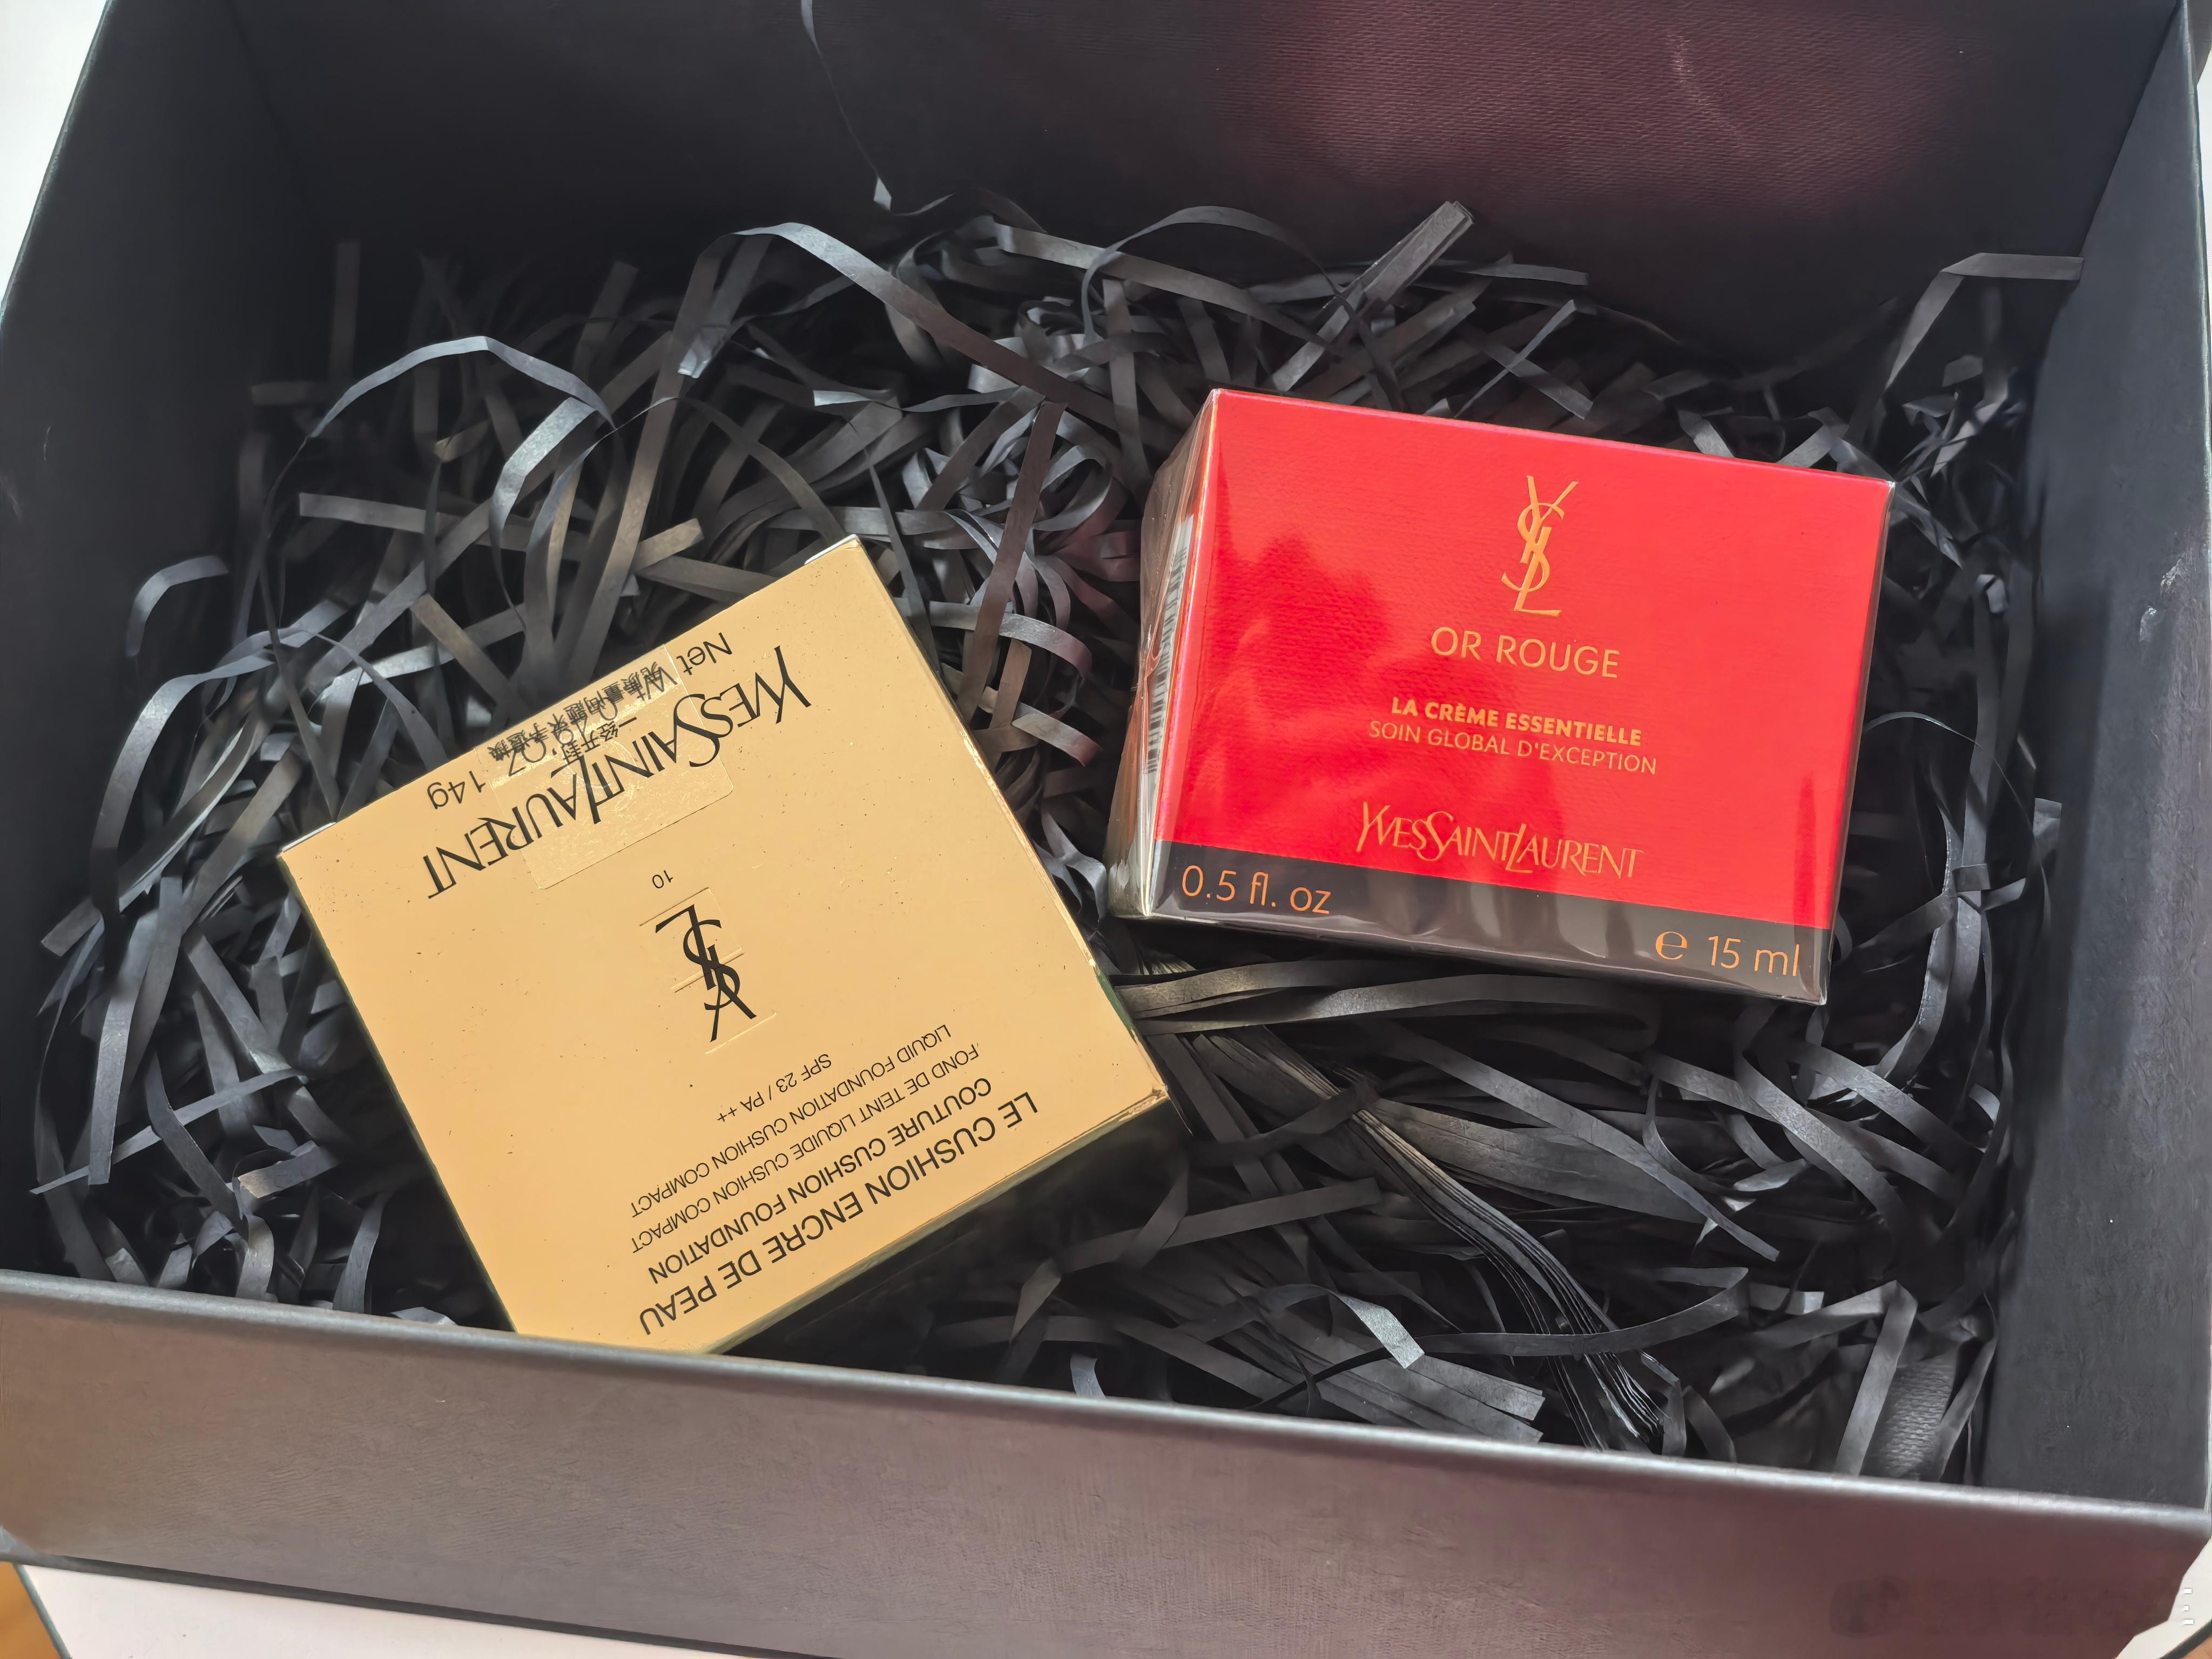 YSL
OR ROUGE
LA CRÈME ESSENTIELLE
SOIN GLOBAL D'EXCEPTION
YVESSAINTLAURENT
0.5 fl. oz
e 15 ml
LE CUSHION ENCRE DE PEAU
COUTURE CUSHION FOUNDATION
FOND DE TEINT LIQUIDE CUSHION COMPACT
LIQUID FOUNDATION CUSHION COMPACT
SPF 23 / PA ++
YSL
10
YVESSAINTLAURENT
14g
Net Wt